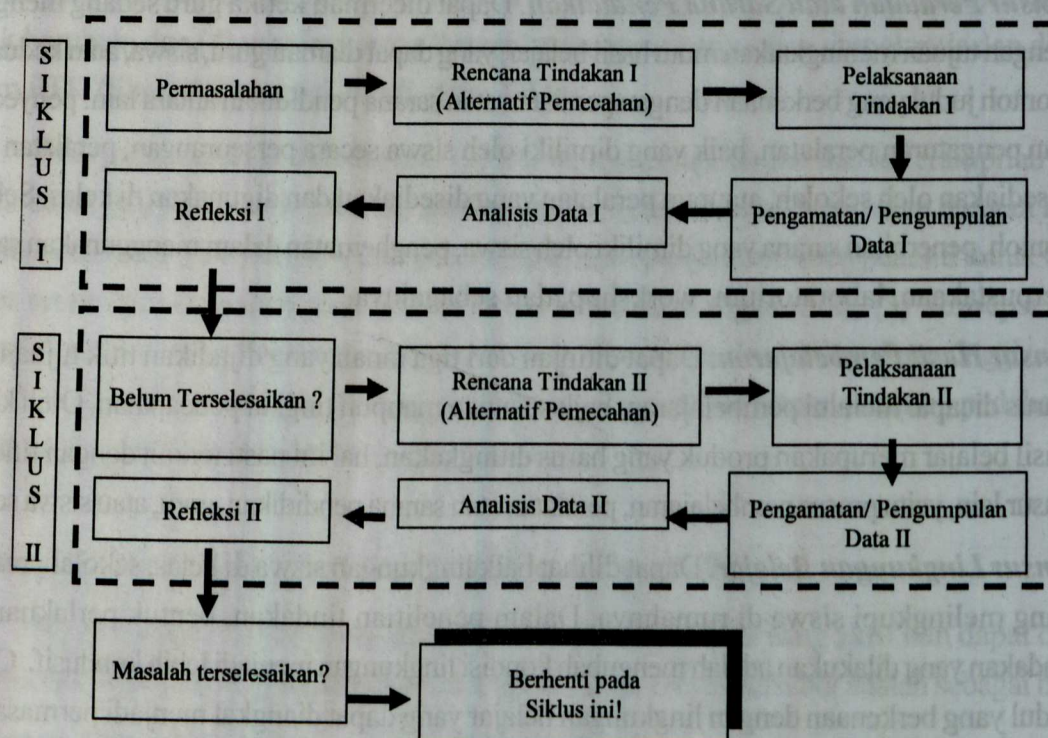 SIKLUS I
Permasalahan
Rencana Tindakan I
(Alternatif Pemecahan)
Pelaksanaan
Tindakan I
Refleksi I
Analisis Data I
Pengamatan/ Pengumpulan
Data I
SIKLUS II
Belum Terselesaikan ?
Rencana Tindakan II
(Alternatif Pemecahan)
Pelaksanaan
Tindakan II
Refleksi II
Analisis Data II
Pengamatan/ Pengumpulan
Data II
Masalah terselesaikan?
Berhenti pada
Siklus ini!